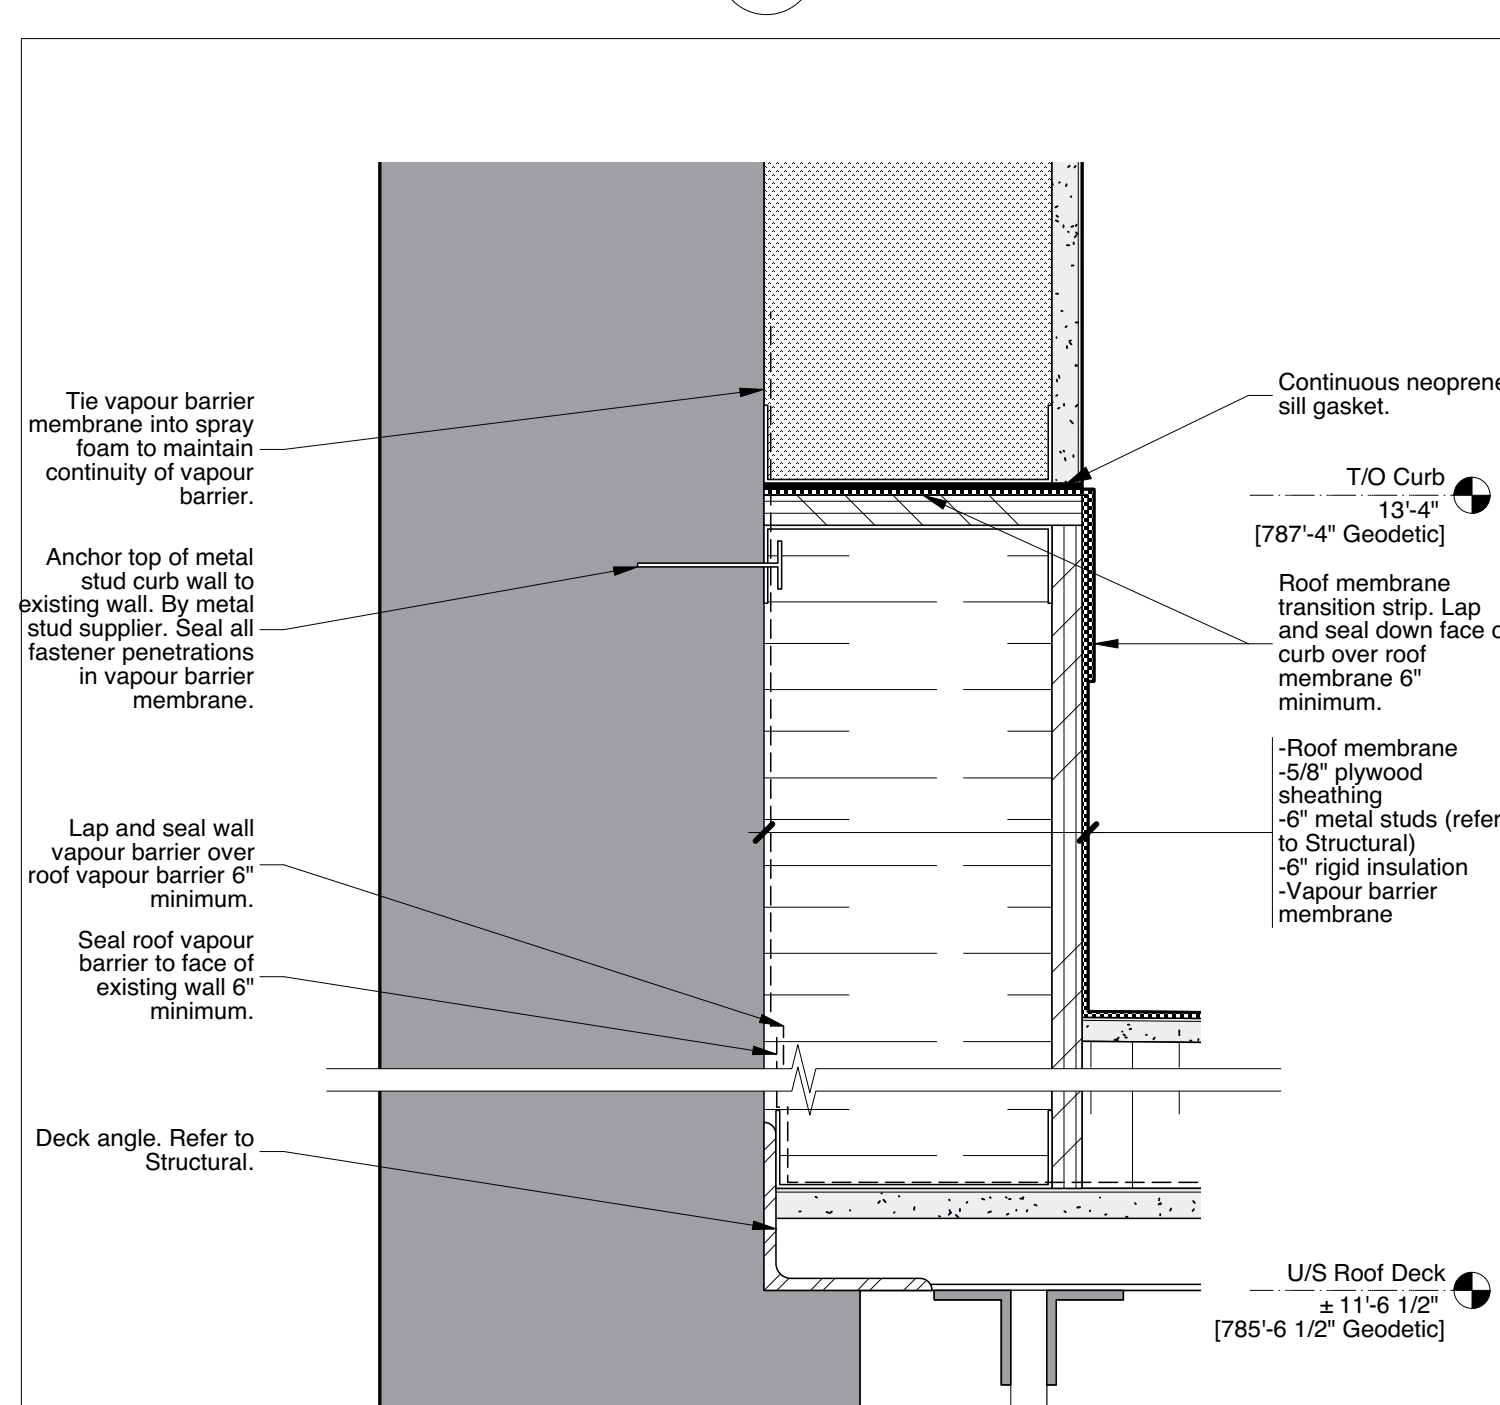 Tie vapour barrier
membrane into spray
foam to maintain
continuity of vapour
barrier.
Anchor top of metal
stud curb wall to
existing wall. By metal
stud supplier. Seal all
fastener penetrations
in vapour barrier
membrane.
Lap and seal wall
vapour barrier over
roof vapour barrier 6"
minimum.
Seal roof vapour
barrier to face of
existing wall 6"
minimum.
Deck angle. Refer to
Structural.
Continuous neoprene
sill gasket.
T/O Curb
13'-4"
[787'-4" Geodetic]
Roof membrane
transition strip. Lap
and seal down face o
curb over roof
membrane 6"
minimum.
-Roof membrane
-5/8" plywood
sheathing
-6" metal studs (refer
to Structural)
-6" rigid insulation
-Vapour barrier
membrane
U/S Roof Deck
± 11'-6 1/2"
[785'-6 1/2" Geodetic]